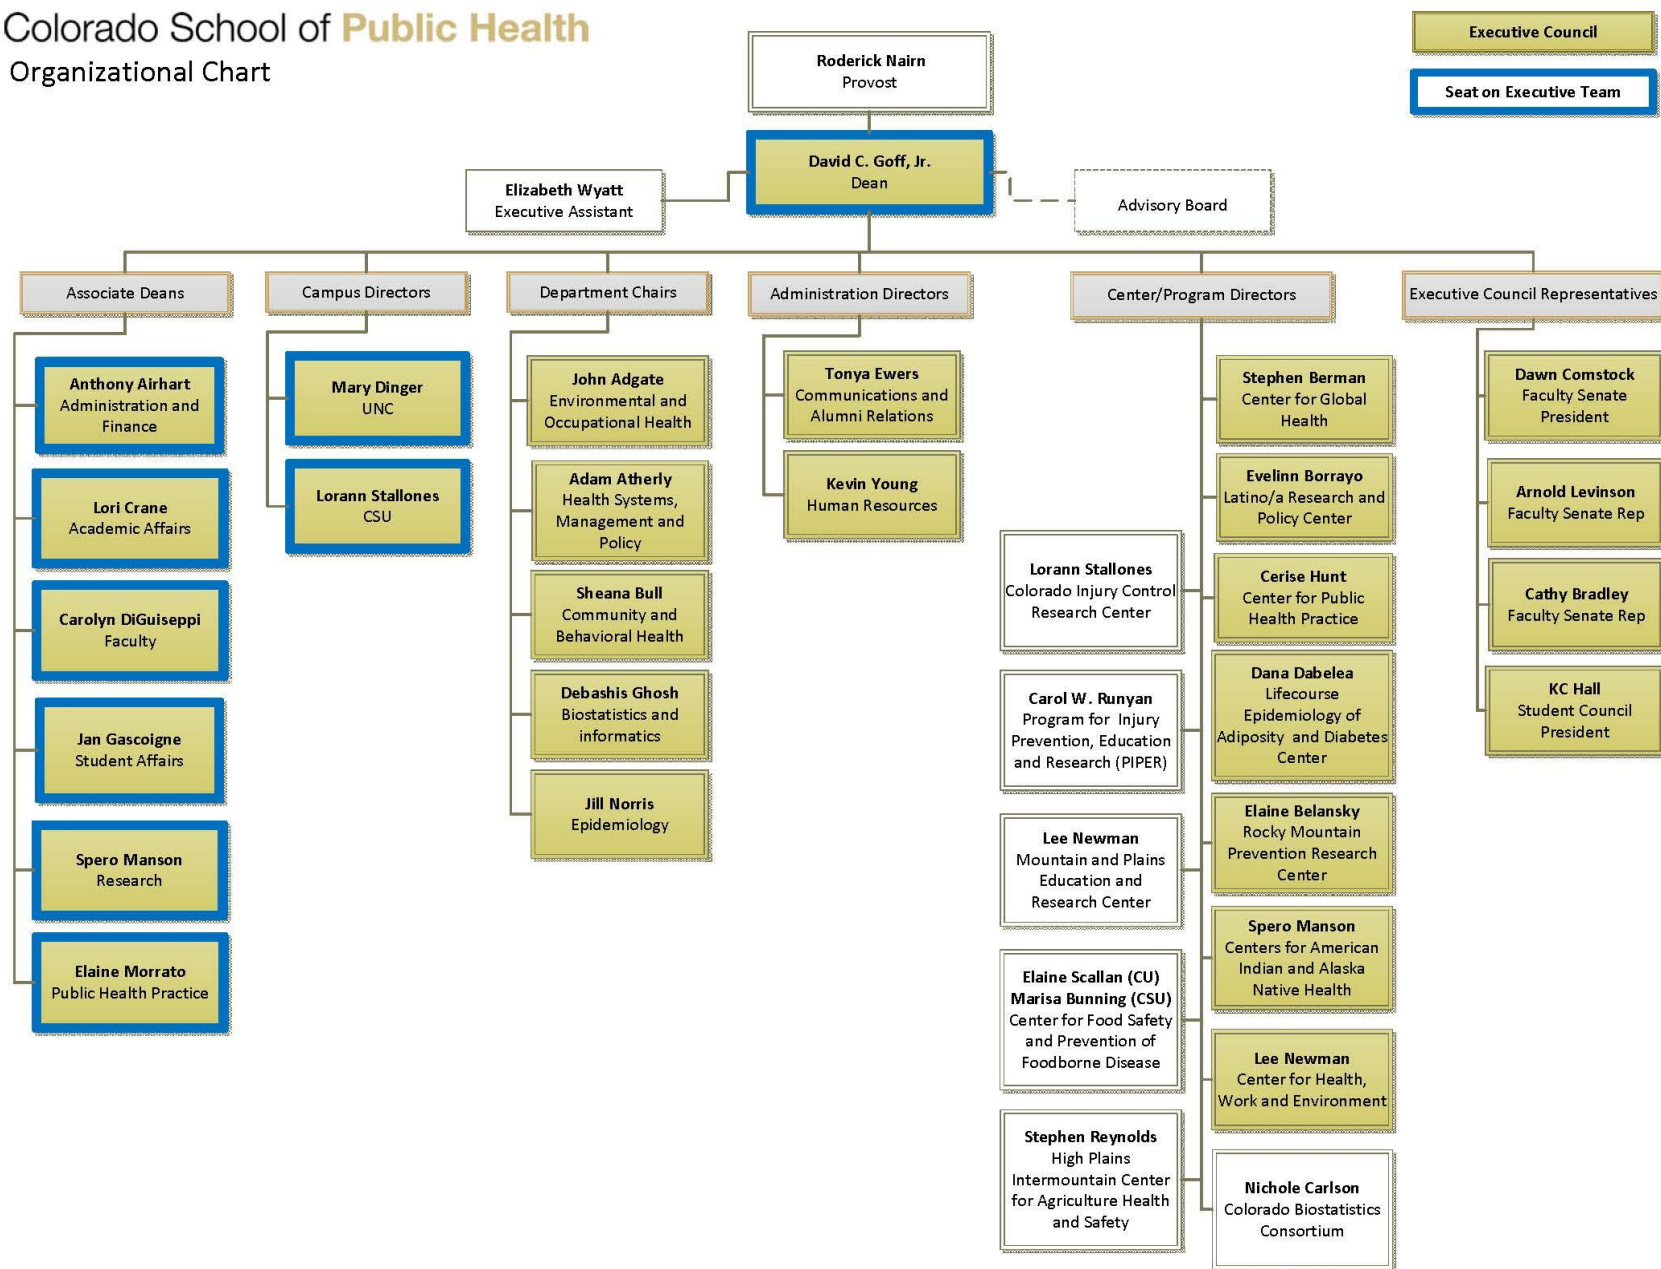 Colorado School of Public Health
Organizational Chart
Executive Council
Seat on Executive Team
Roderick Nairn
Provost
David C. Goff, Jr.
Dean
Elizabeth Wyatt
Executive Assistant
Advisory Board
Associate Deans
Anthony Airhart
Administration and
Finance
Lori Crane
Academic Affairs
Carolyn DiGuiseppi
Faculty
Jan Gascoigne
Student Affairs
Spero Manson
Research
Elaine Morrato
Public Health Practice
Campus Directors
Mary Dinger
UNC
Lorann Stallones
CSU
Department Chairs
John Adgate
Environmental and
Occupational Health
Adam Atherly
Health Systems,
Management and
Policy
Sheana Bull
Community and
Behavioral Health
Debashis Ghosh
Biostatistics and
informatics
Jill Norris
Epidemiology
Administration Directors
Tonya Ewers
Communications and
Alumni Relations
Kevin Young
Human Resources
Center/Program Directors
Lorann Stallones
Colorado Injury Control
Research Center
Carol W. Runyan
Program for Injury
Prevention, Education
and Research (PIPER)
Lee Newman
Mountain and Plains
Education and
Research Center
Elaine Scallan (CU)
Marisa Bunning (CSU)
Center for Food Safety
and Prevention of
Foodborne Disease
Stephen Reynolds
High Plains
Intermountain Center
for Agriculture Health
and Safety
Stephen Berman
Center for Global
Health
Evelinn Borrayo
Latino/a Research and
Policy Center
Cerise Hunt
Center for Public
Health Practice
Dana Dabelea
Lifecourse
Epidemiology of
Adiposity and Diabetes
Center
Elaine Belansky
Rocky Mountain
Prevention Research
Center
Spero Manson
Centers for American
Indian and Alaska
Native Health
Lee Newman
Center for Health,
Work and Environment
Nichole Carlson
Colorado Biostatistics
Consortium
Executive Council Representatives
Dawn Comstock
Faculty Senate
President
Arnold Levinson
Faculty Senate Rep
Cathy Bradley
Faculty Senate Rep
KC Hall
Student Council
President